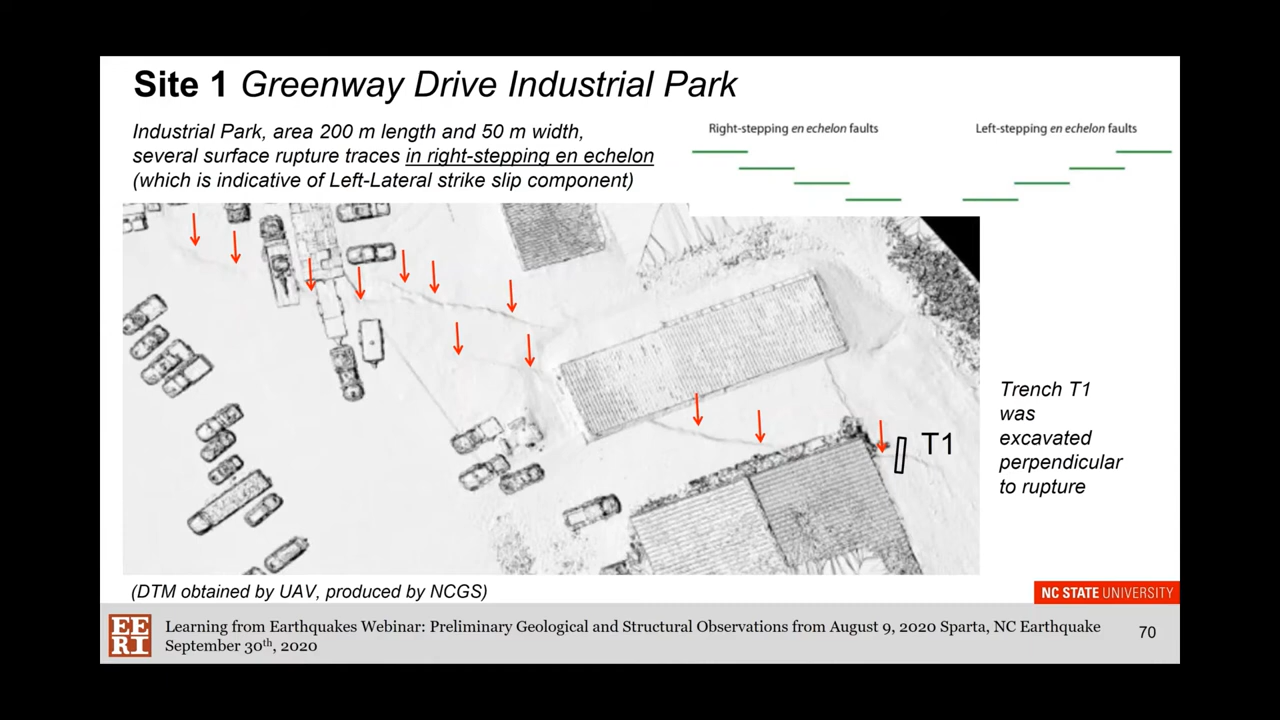 Site 1 Greenway Drive Industrial Park
Industrial Park, area 200 m length and 50 m width,
several surface rupture traces in right-stepping en echelon
(which is indicative of Left-Lateral strike slip component)
Right-stepping en echelon faults
Left-stepping en echelon faults
T1
Trench T1
was
excavated
perpendicular
to rupture
(DTM obtained by UAV, produced by NCGS)
NC STATE UNIVERSITY
EE
RI
Learning from Earthquakes Webinar: Preliminary Geological and Structural Observations from August 9, 2020 Sparta, NC Earthquake
September 30th, 2020
70